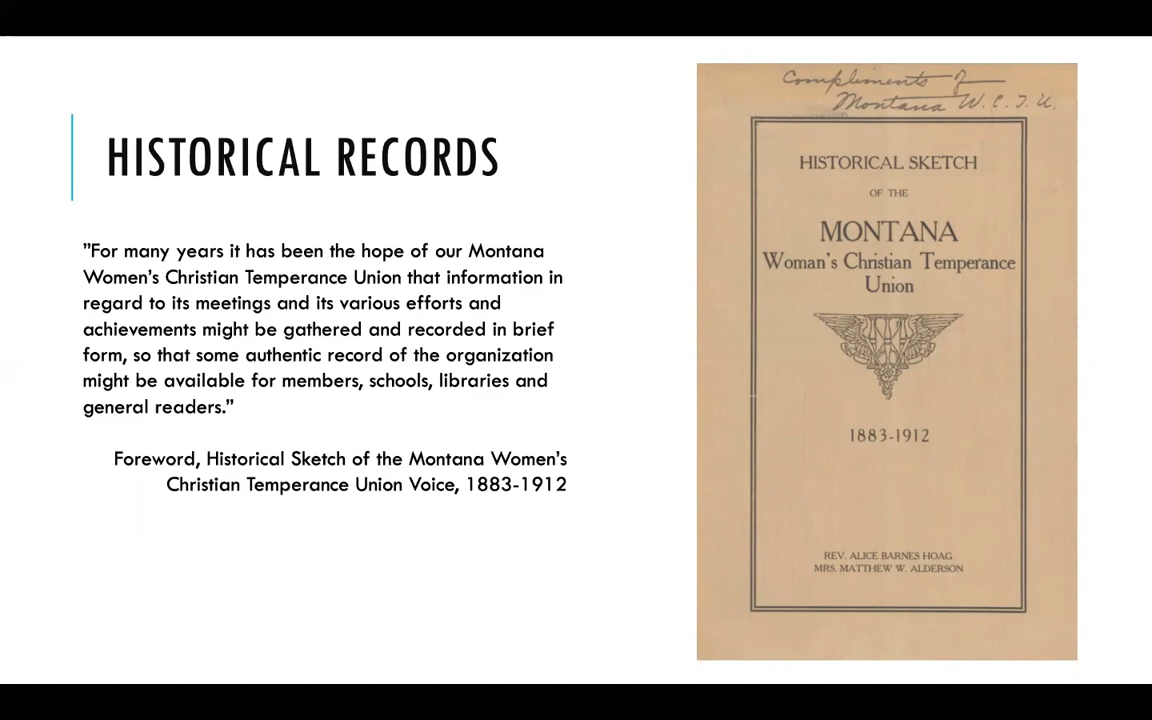 HISTORICAL RECORDS
”For many years it has been the hope of our Montana
Women’s Christian Temperance Union that information in
regard to its meetings and its various efforts and
achievements might be gathered and recorded in brief
form, so that some authentic record of the organization
might be available for members, schools, libraries and
general readers.”
Foreword, Historical Sketch of the Montana Women’s
Christian Temperance Union Voice, 1883-1912
Compliments of
Montana W. C. T. U.
HISTORICAL SKETCH
OF THE
MONTANA
Woman's Christian Temperance
Union
1883-1912
REV. ALICE BARNES HOAG
MRS. MATTHEW W. ALDERSON